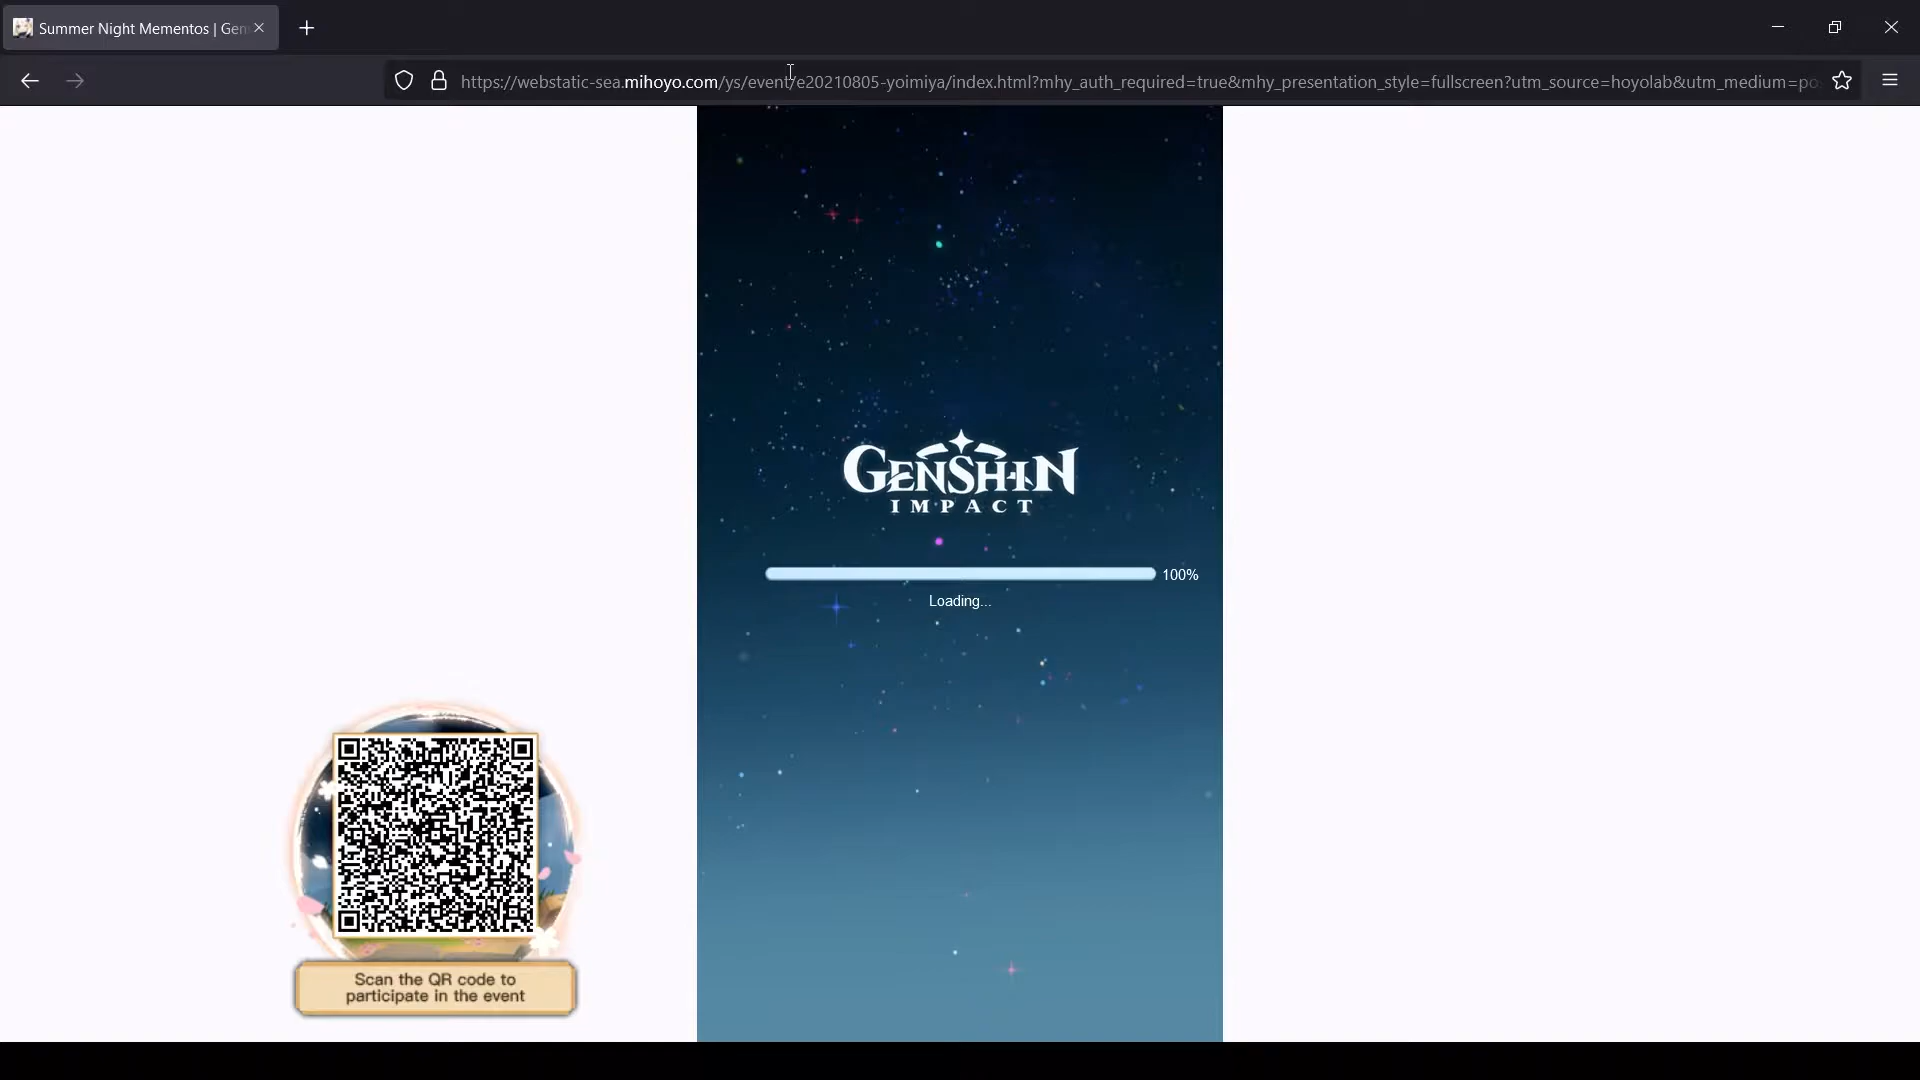 Summer Night Mementos | Gen
https://webstatic-sea.mihoyo.com/ys/event/e20210805-yoimiya/index.html?mhy_auth_required=true&mhy_presentation_style=fullscreen?utm_source=hoyolab&utm_medium=po
GENSHIN
IMPACT
100%
Loading...
Scan the QR code to
participate in the event